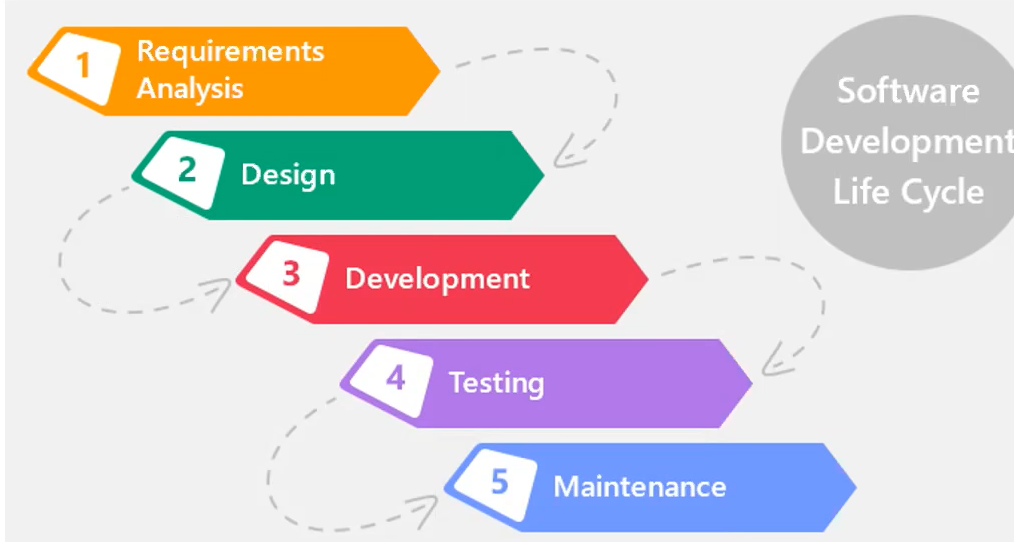 1
Requirements
Analysis
2
Design
3
Development
4
Testing
5
Maintenance
Software
Development
Life Cycle